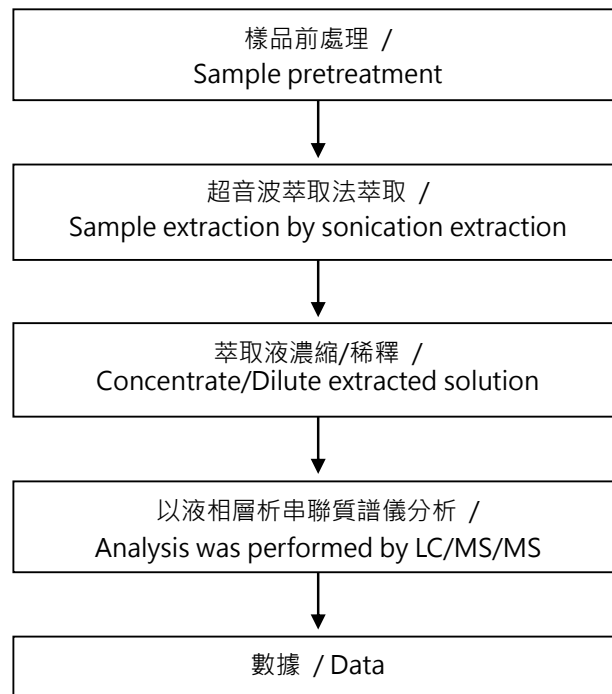 樣品前處理 /
Sample pretreatment
超音波萃取法萃取 /
Sample extraction by sonication extraction
萃取液濃縮/稀釋 /
Concentrate/Dilute extracted solution
以液相層析串聯質譜儀分析 /
Analysis was performed by LC/MS/MS
數據 / Data